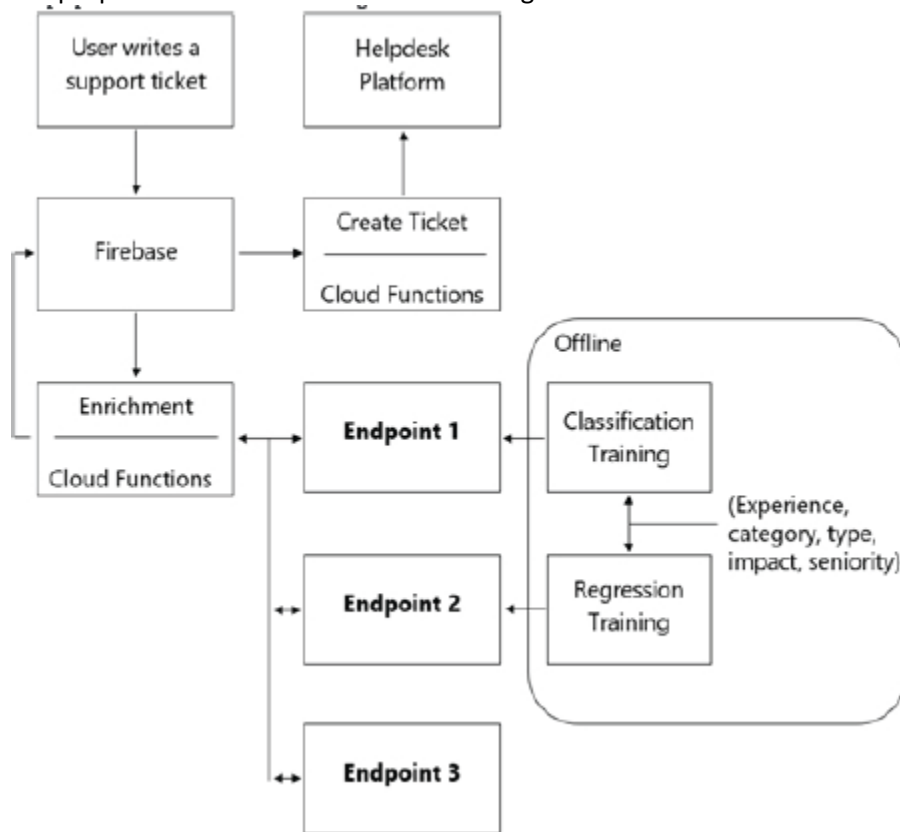 User writes a
support ticket
Helpdesk
Platform
Firebase
Create Ticket
Cloud Functions
Offline
Enrichment
Cloud Functions
Endpoint 1
Classification
Training
(Experience,
category, type,
impact, seniority)
Endpoint 2
Regression
Training
Endpoint 3